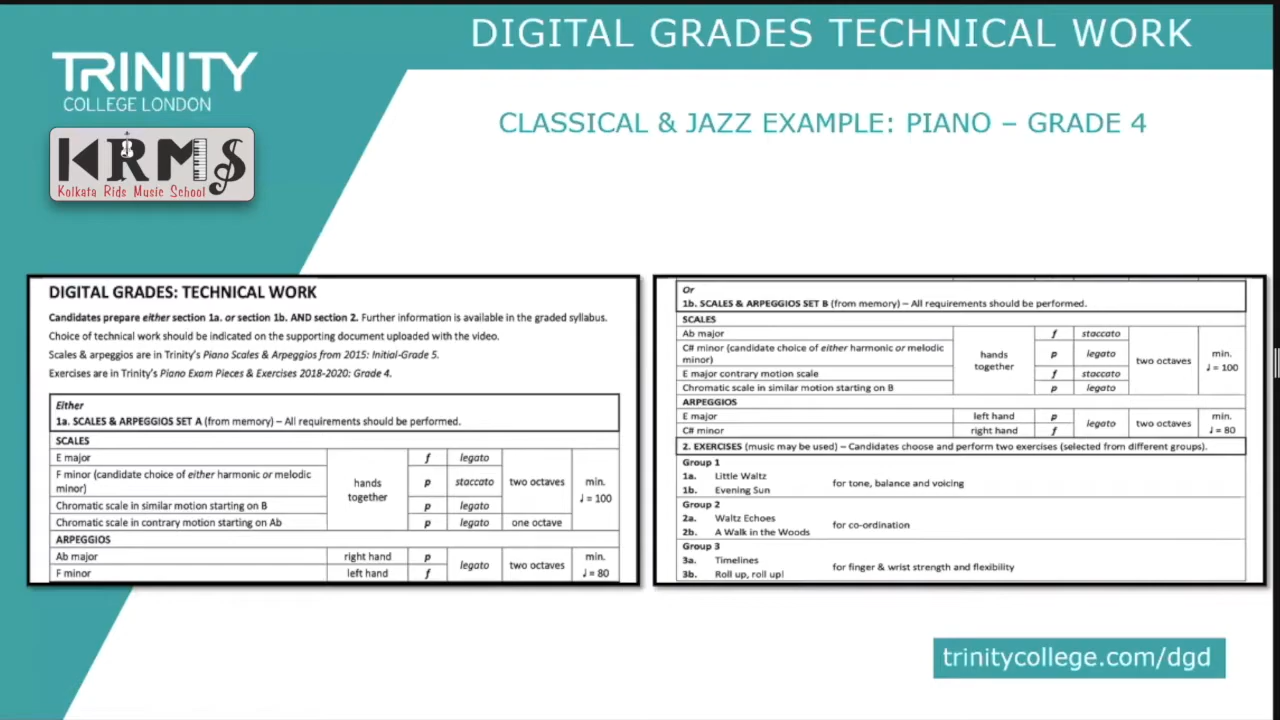 DIGITAL GRADES TECHNICAL WORK
TRINITY
COLLEGE LONDON
KRMS
Kolkata Rids Music School
CLASSICAL & JAZZ EXAMPLE: PIANO – GRADE 4
DIGITAL GRADES: TECHNICAL WORK
Candidates prepare either section 1a. or section 1b. AND section 2. Further information is available in the graded syllabus.
Choice of technical work should be indicated on the supporting document uploaded with the video.
Scales & arpeggios are in Trinity's Piano Scales & Arpeggios from 2015: Initial-Grade 5.
Exercises are in Trinity's Piano Exam Pieces & Exercises 2018-2020: Grade 4.
Either
1a. SCALES & ARPEGGIOS SET A (from memory) – All requirements should be performed.
SCALES
E major f legato
F minor (candidate choice of either harmonic or melodic
minor) hands together p staccato two octaves min. ♩ = 100
Chromatic scale in similar motion starting on B p legato
Chromatic scale in contrary motion starting on Ab p legato one octave
ARPEGGIOS
Ab major right hand p legato two octaves min.
F minor left hand f ♩ = 80
Or
1b. SCALES & ARPEGGIOS SET B (from memory) – All requirements should be performed.
SCALES
Ab major f staccato
C# minor (candidate choice of either harmonic or melodic
minor) hands together p legato two octaves min. ♩ = 100
E major contrary motion scale f staccato
Chromatic scale in similar motion starting on B p legato
ARPEGGIOS
E major left hand p legato two octaves min.
C# minor right hand f ♩ = 80
2. EXERCISES (music may be used) – Candidates choose and perform two exercises (selected from different groups).
Group 1
1a. Little Waltz
1b. Evening Sun
for tone, balance and voicing
Group 2
2a. Waltz Echoes
2b. A Walk in the Woods
for co-ordination
Group 3
3a. Timelines
3b. Roll up, roll up!
for finger & wrist strength and flexibility
trinitycollege.com/dgd